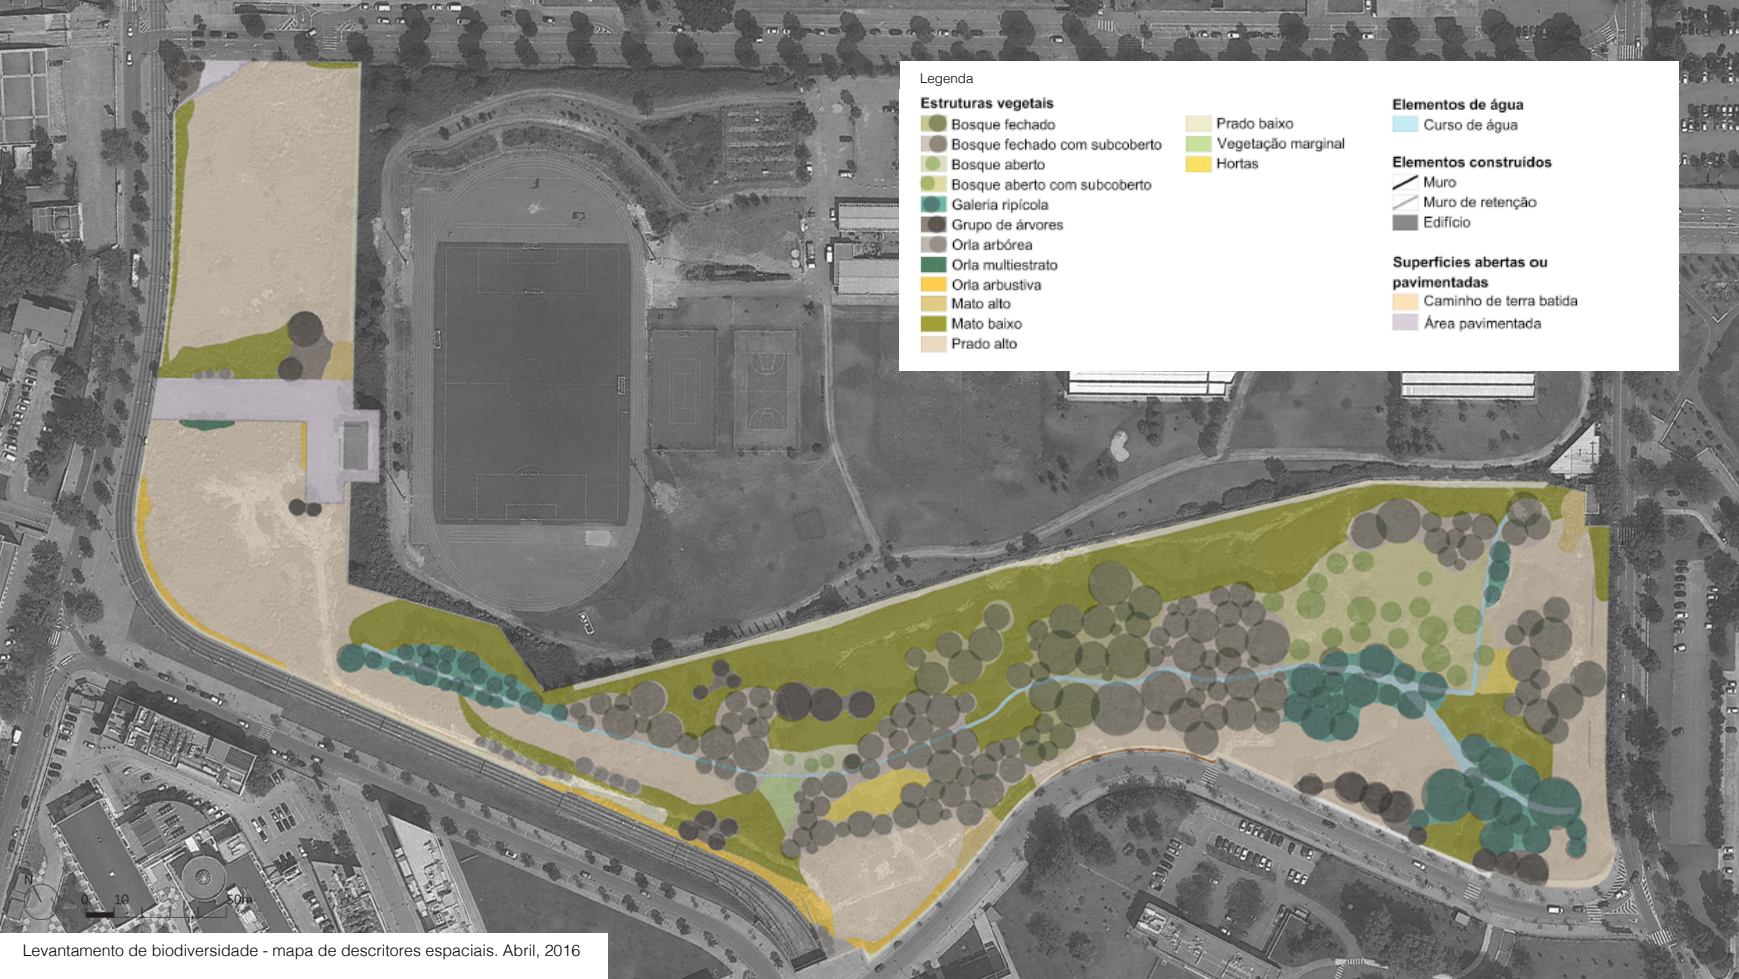 Legenda
Estruturas vegetais
Bosque fechado
Bosque fechado com subcoberto
Bosque aberto
Bosque aberto com subcoberto
Galeria ripícola
Grupo de árvores
Orla arbórea
Orla multiestrato
Orla arbustiva
Mato alto
Mato baixo
Prado alto
Prado baixo
Vegetação marginal
Hortas
Elementos de água
Curso de água
Elementos construídos
Muro
Muro de retenção
Edifício
Superfícies abertas ou
pavimentadas
Caminho de terra batida
Área pavimentada
N
0 10 50m
Levantamento de biodiversidade - mapa de descritores espaciais. Abril, 2016